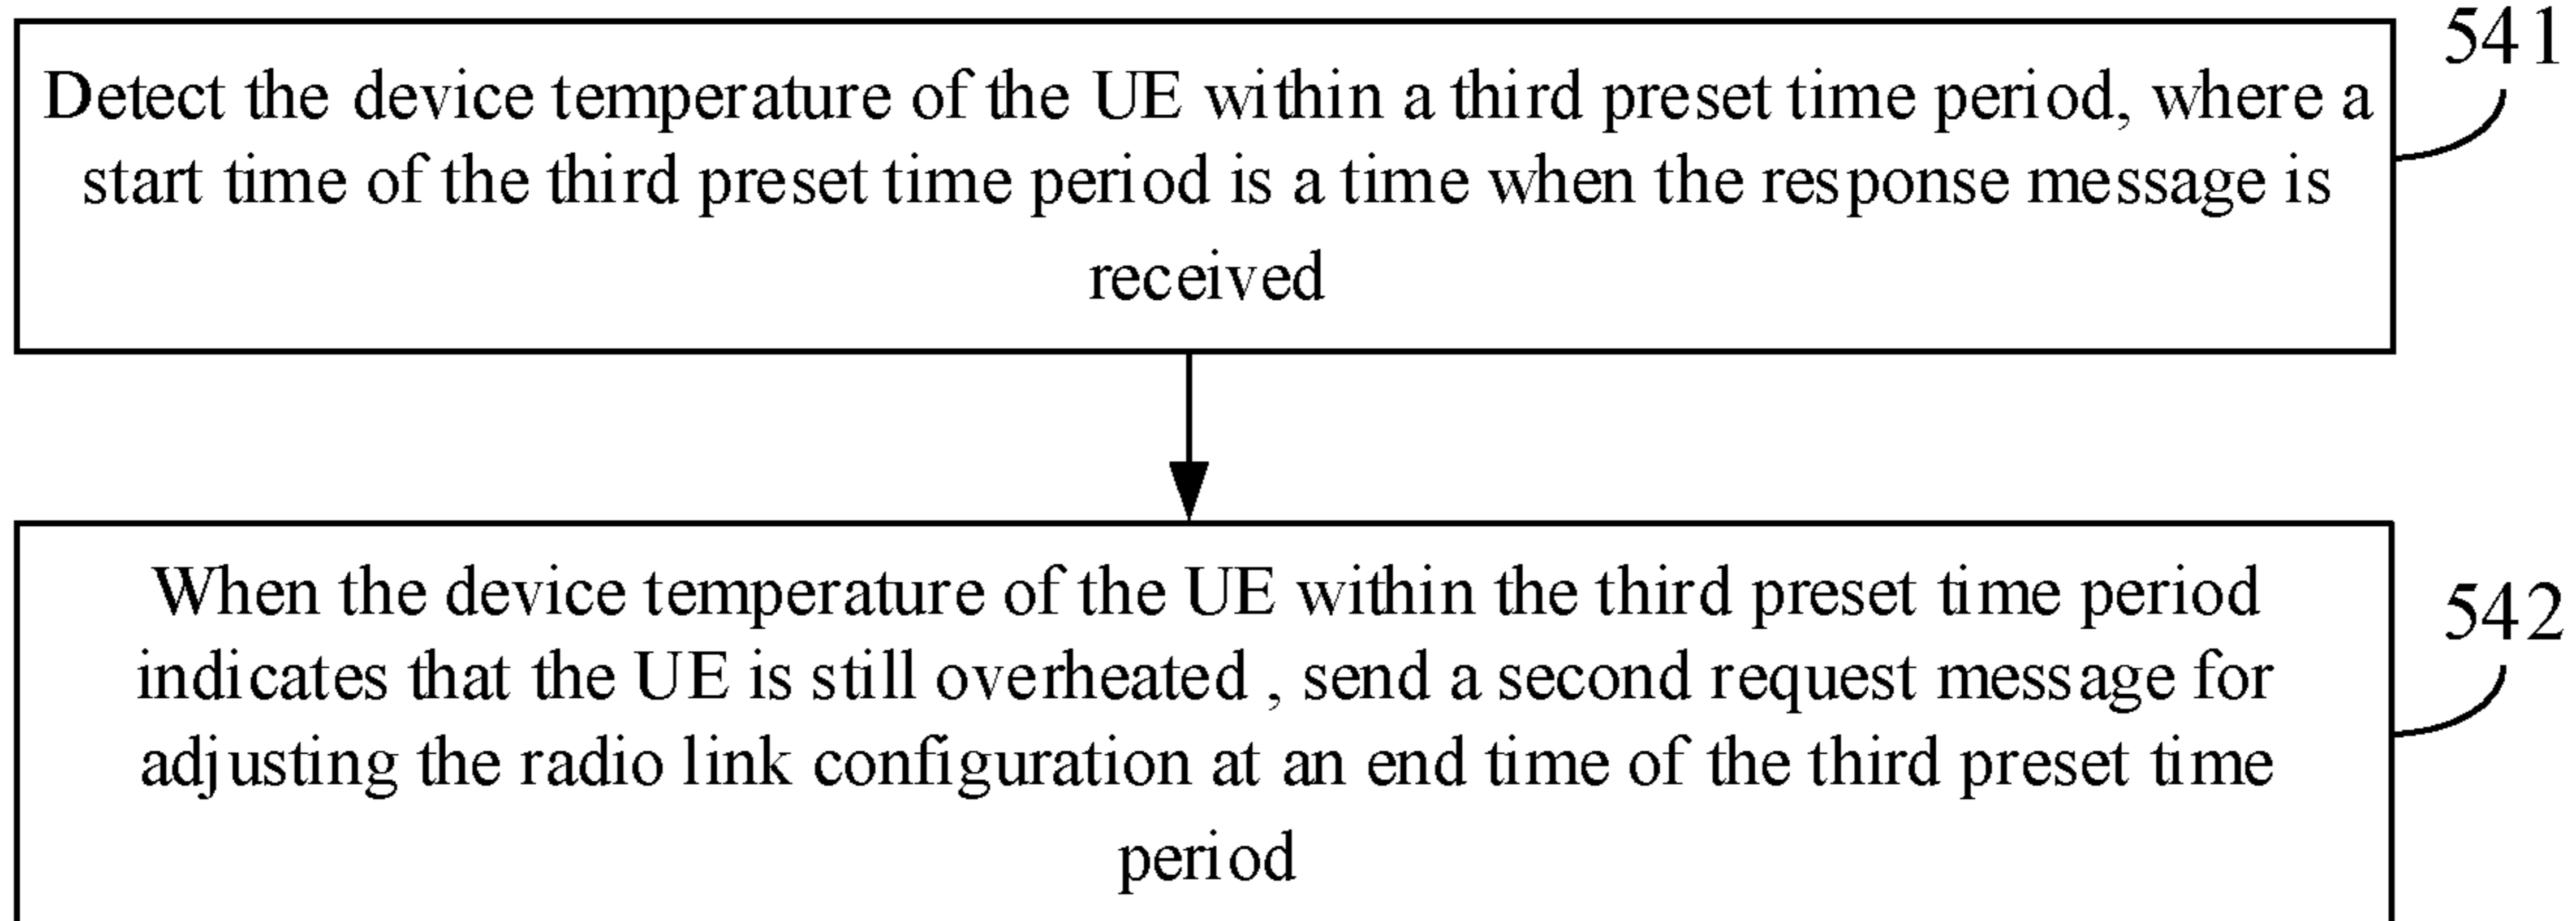 541
Detect the device temperature of the UE within a third preset time period, where a
start time of the third preset time period is a time when the response message is
received
542
When the device temperature of the UE within the third preset time period
indicates that the UE is still overheated , send a second request message for
adjusting the radio link configuration at an end time of the third preset time
period